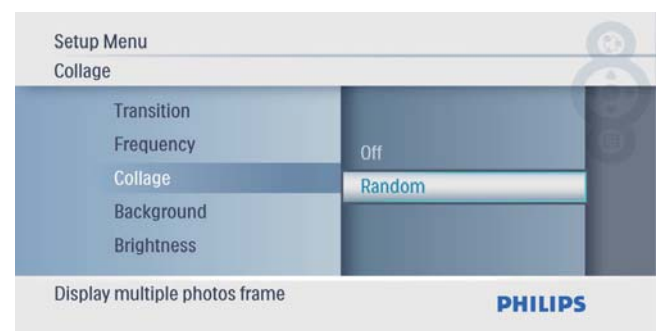 Setup Menu
Collage
Transition
Frequency
Collage
Background
Brightness
Off
Random
Display multiple photos frame
PHILIPS